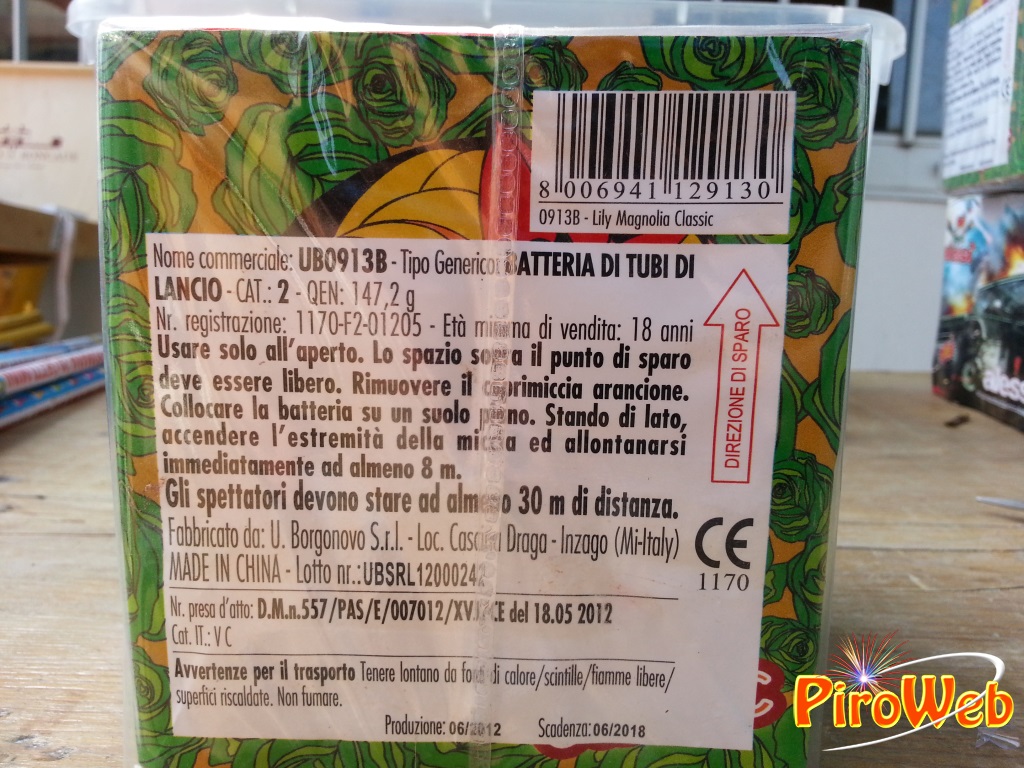 8 006941 129130
0913B - Lily Magnolia Classic
Nome commerciale: UB0913B - Tipo Generico: BATTERIA DI TUBI DI
LANCIO - CAT.: 2 - QEN: 147,2 g
Nr. registrazione: 1170-F2-01205 - Età minima di vendita: 18 anni
Usare solo all'aperto. Lo spazio sopra il punto di sparo
deve essere libero. Rimuovere il coprimiccia arancione.
Collocare la batteria su un suolo piano. Stando di lato,
accendere l'estremità della miccia ed allontanarsi
immediatamente ad almeno 8 m.
Gli spettatori devono stare ad almeno 30 m di distanza.
Fabbricato da: U. Borgonovo S.r.l. - Loc. Cascina Draga - Inzago (Mi-Italy)
MADE IN CHINA - Lotto nr.: UBSRL12000242
Nr. presa d'atto: D.M.n.557/PAS/E/007012/XVJ/CE del 18.05 2012
Cat. IT.: V C
Avvertenze per il trasporto Tenere lontano da fonti di calore/scintille/fiamme libere/
superfici riscaldate. Non fumare.
Produzione: 06/2012 Scadenza: 06/2018
DIREZIONE DI SPARO
CE
1170
PiroWeb